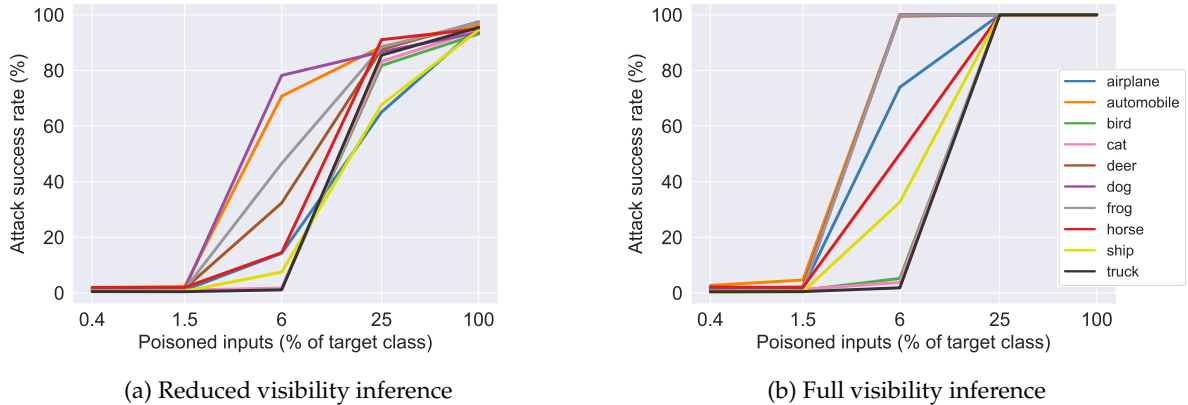 100
80
60
40
20
0
Attack success rate (%)
0.4 1.5 6 25 100
Poisoned inputs (% of target class)
(a) Reduced visibility inference
100
80
60
40
20
0
Attack success rate (%)
0.4 1.5 6 25 100
Poisoned inputs (% of target class)
airplane
automobile
bird
cat
deer
dog
frog
horse
ship
truck
(b) Full visibility inference